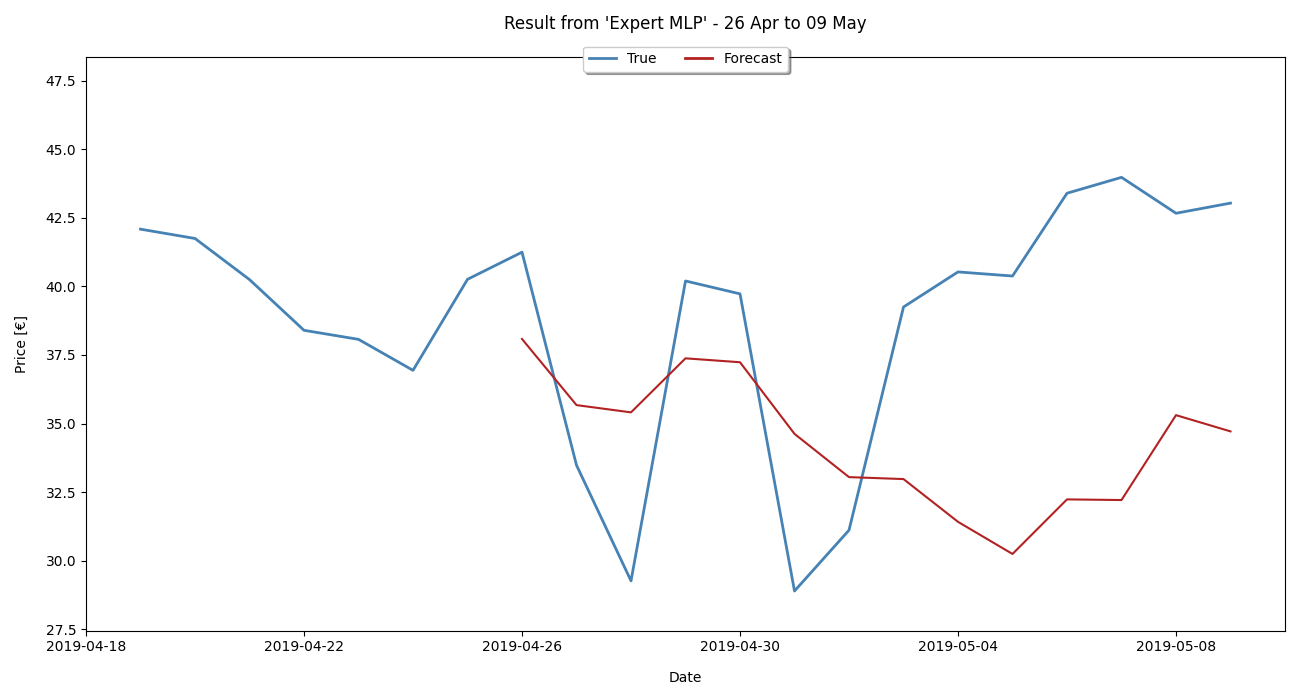 Result from 'Expert MLP' - 26 Apr to 09 May
True Forecast
47.5
45.0
42.5
40.0
37.5
35.0
32.5
30.0
27.5
Price [€]
2019-04-18 2019-04-22 2019-04-26 2019-04-30 2019-05-04 2019-05-08
Date